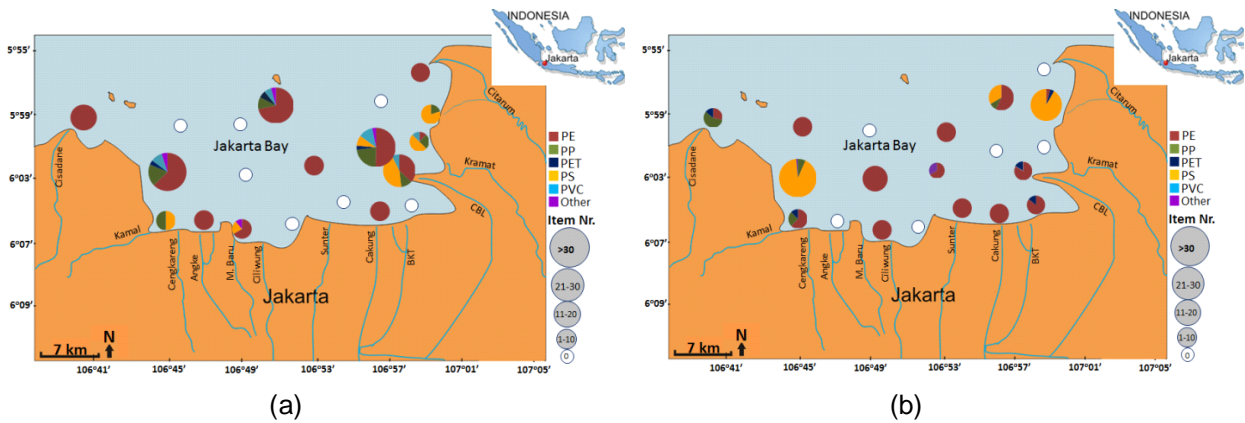 INDONESIA
Jakarta
5°55′
5°59′
6°03′
6°07′
6°09′
Jakarta Bay
Citarum
Cisadane
Kramat
CBL
Kamal
Cengkareng
Angke
M. Baru
Ciliwung
Sunter
Cakung
BKT
Jakarta
N
7 km
106°41′
106°45′
106°49′
106°53′
106°57′
107°01′
107°05′
PE
PP
PET
PS
PVC
Other
Item Nr.
>30
21-30
11-20
1-10
0
(a)
INDONESIA
Jakarta
5°55′
5°59′
6°03′
6°07′
6°09′
Jakarta Bay
Citarum
Cisadane
Kramat
CBL
Kamal
Cengkareng
Angke
M. Baru
Ciliwung
Sunter
Cakung
BKT
Jakarta
N
7 km
106°41′
106°45′
106°49′
106°53′
106°57′
107°01′
107°05′
PE
PP
PET
PS
PVC
Other
Item Nr.
>30
21-30
11-20
1-10
0
(b)